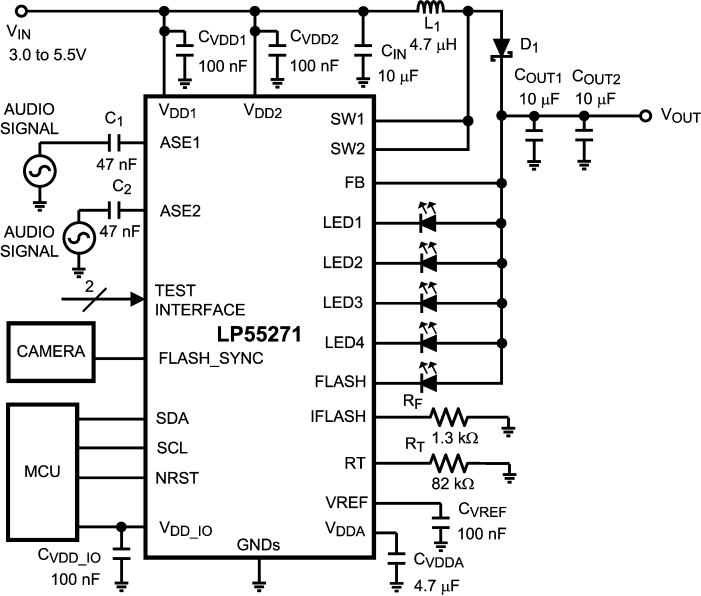 VIN
3.0 to 5.5V
CVDD1
100 nF
CVDD2
100 nF
CIN
10 µF
L1
4.7 µH
D1
COUT1
10 µF
COUT2
10 µF
VOUT
AUDIO
SIGNAL
C1
47 nF
C2
47 nF
AUDIO
SIGNAL
2
CAMERA
MCU
CVDD_IO
100 nF
VDD1
VDD2
ASE1
ASE2
TEST
INTERFACE
LP55271
FLASH_SYNC
SDA
SCL
NRST
VDD_IO
GNDs
SW1
SW2
FB
LED1
LED2
LED3
LED4
FLASH
IFLASH
RT
VREF
VDDA
RF
1.3 kΩ
RT
82 kΩ
CVREF
100 nF
CVDDA
4.7 µF